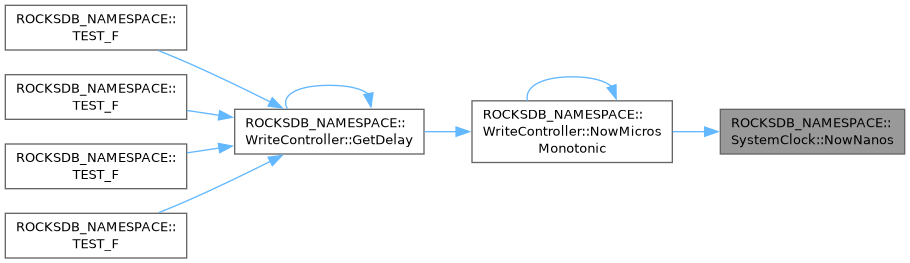 ROCKSDB_NAMESPACE::
TEST_F
ROCKSDB_NAMESPACE::
TEST_F
ROCKSDB_NAMESPACE::
TEST_F
ROCKSDB_NAMESPACE::
TEST_F
ROCKSDB_NAMESPACE::
WriteController::GetDelay
ROCKSDB_NAMESPACE::
WriteController::NowMicros
Monotonic
ROCKSDB_NAMESPACE::
SystemClock::NowNanos